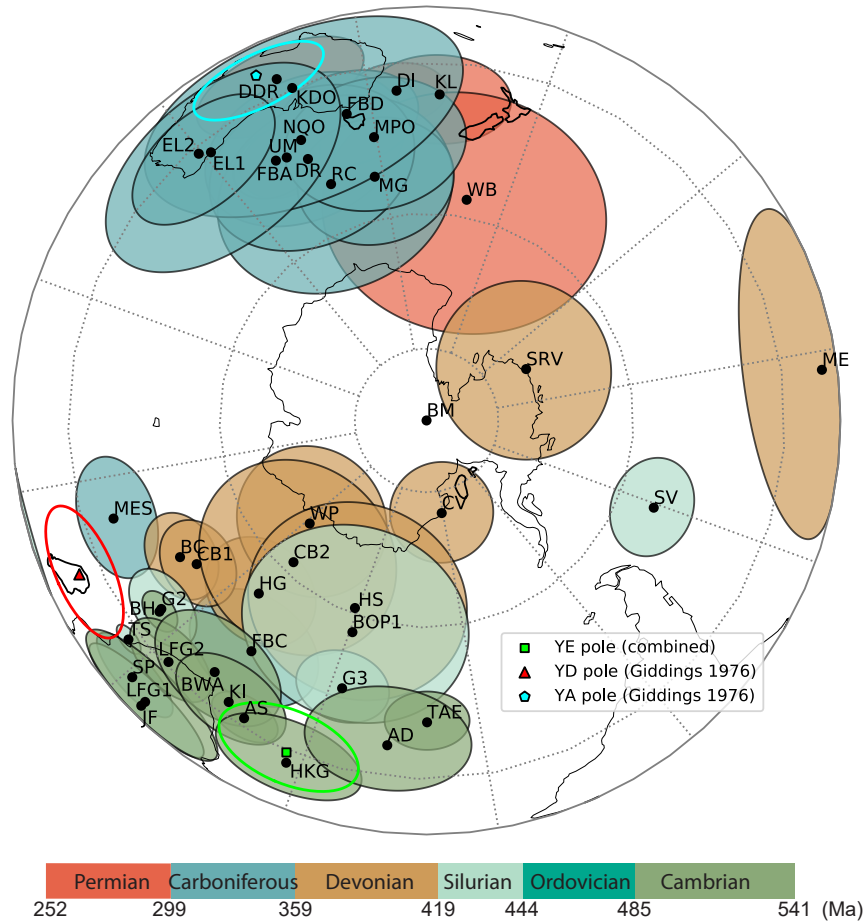 DI
KL
DDR
KDO
FBD
NQO
MPO
EL2
UM
EL1
FBA
DR
RC
MG
WB
SRV
ME
BM
MES
WP
CV
SV
BC
CB1
CB2
HG
HS
BH
G2
BOP1
TS
LFG2
FBC
SP
BWA
G3
LFG1
KI
JF
AS
TAE
AD
HKG
YE pole (combined)
YD pole (Giddings 1976)
YA pole (Giddings 1976)
Permian Carboniferous Devonian Silurian Ordovician Cambrian
252 299 359 419 444 485 541 (Ma)